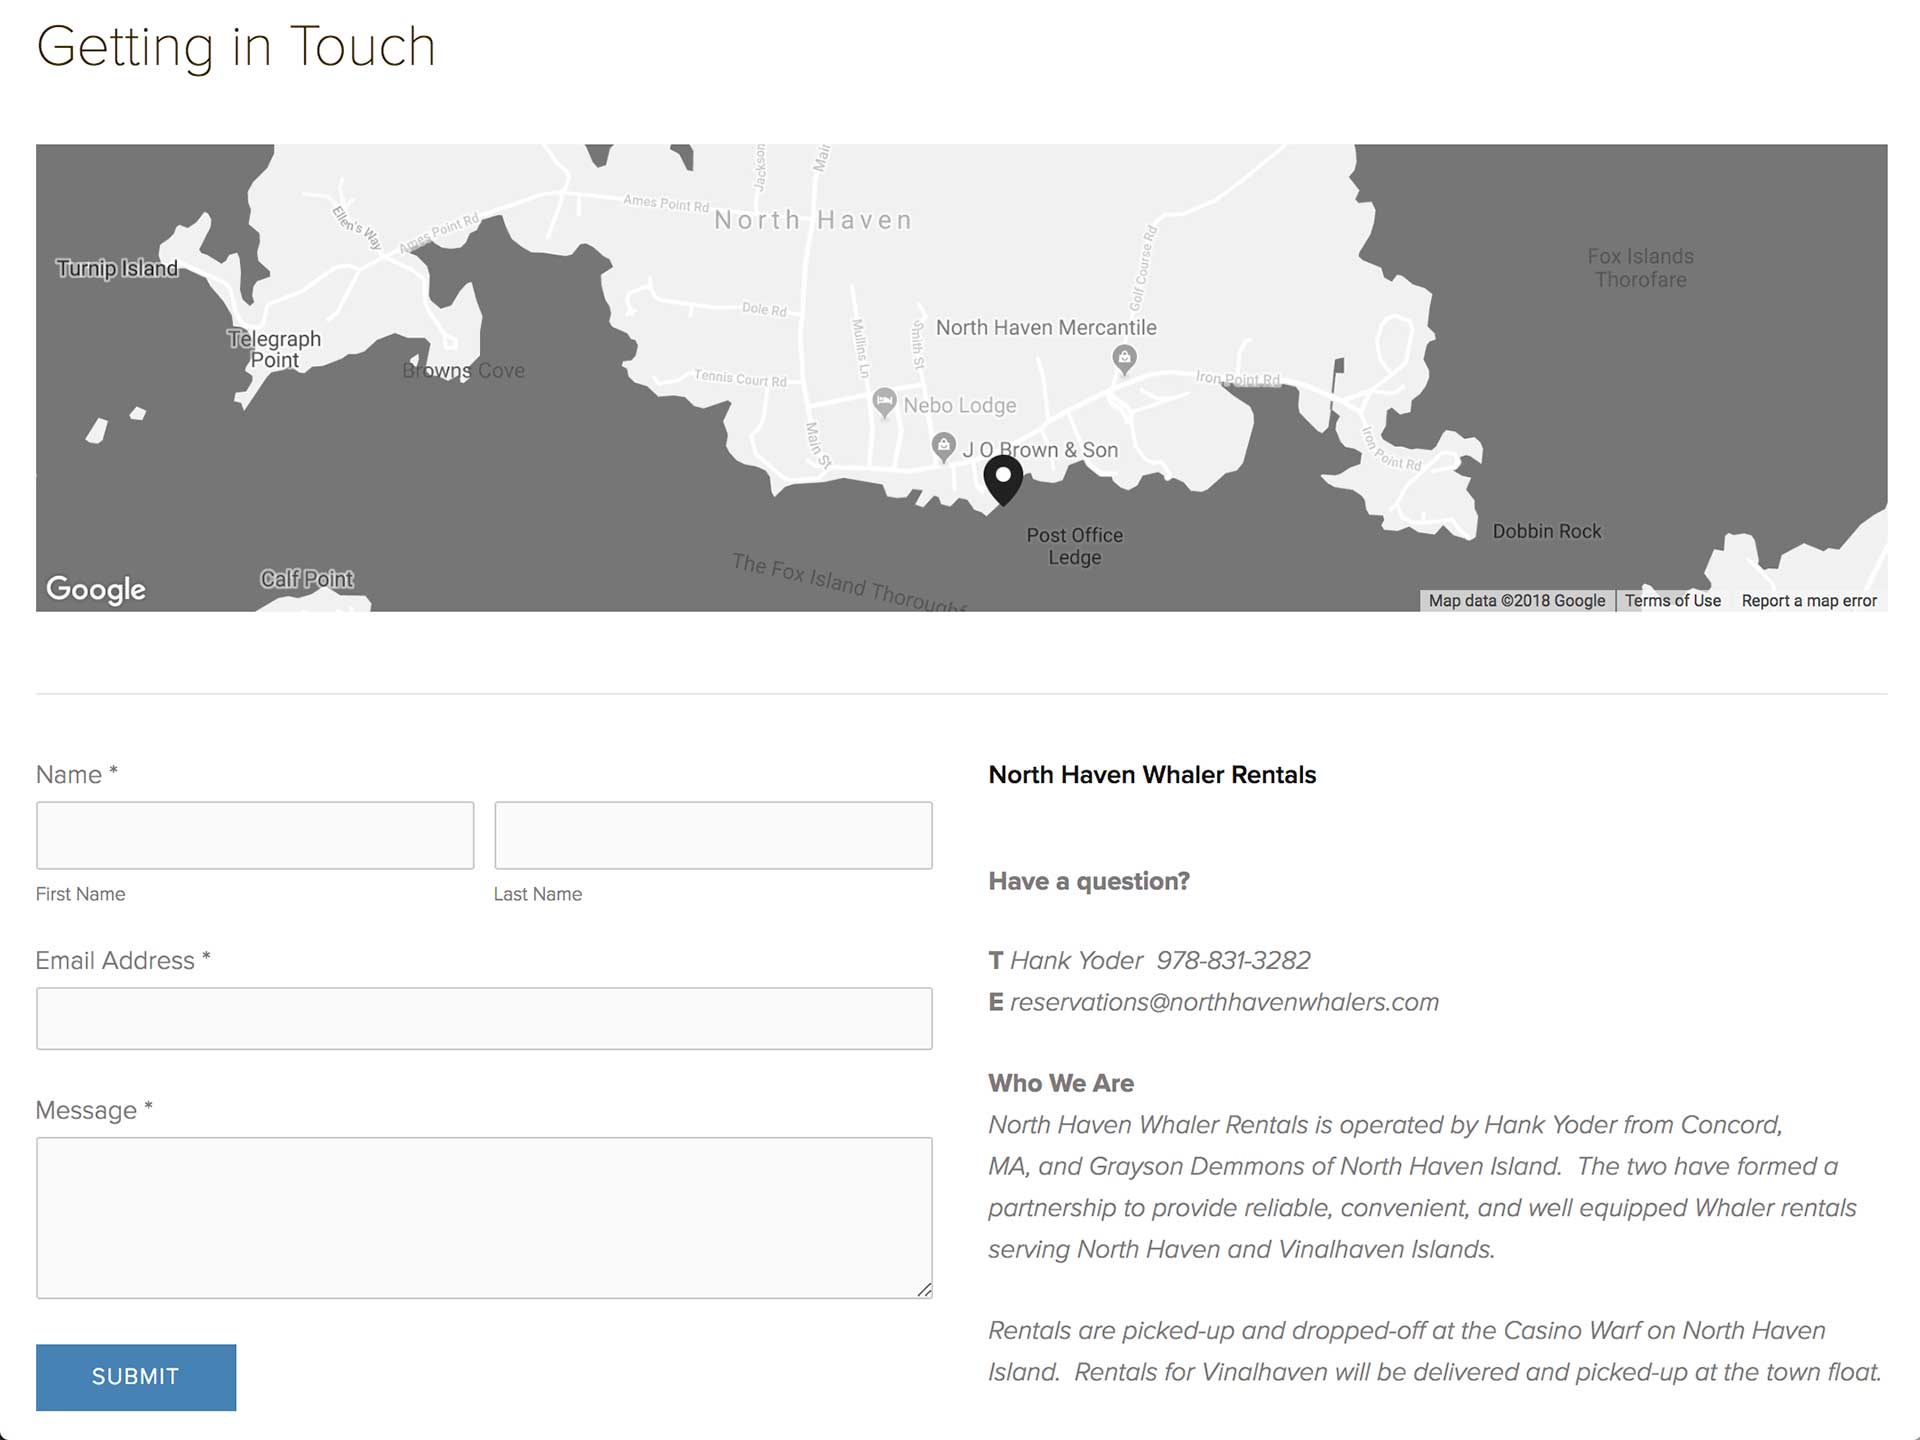 Getting in Touch
Jackson
Main
Ellen's Way
Ames Point Rd
Ames Point Rd
North Haven
Golf Course Rd
Fox Islands
Thorofare
Turnip Island
Telegraph
Point
Browns Cove
Dole Rd
Mullins Ln
Smith St
North Haven Mercantile
Tennis Court Rd
Iron Point Rd
Nebo Lodge
Main St
J O Brown & Son
Iron Point Rd
Post Office
Ledge
Dobbin Rock
The Fox Island
Calf Point
Google
Map data ©2018 Google
Terms of Use
Report a map error
Name *
First Name
Last Name
Email Address *
Message *
SUBMIT
North Haven Whaler Rentals
Have a question?
T Hank Yoder 978-831-3282
E reservations@northhavenwhalers.com
Who We Are
North Haven Whaler Rentals is operated by Hank Yoder from Concord,
MA, and Grayson Demmons of North Haven Island. The two have formed a
partnership to provide reliable, convenient, and well equipped Whaler rentals
serving North Haven and Vinalhaven Islands.
Rentals are picked-up and dropped-off at the Casino Warf on North Haven
Island. Rentals for Vinalhaven will be delivered and picked-up at the town float.